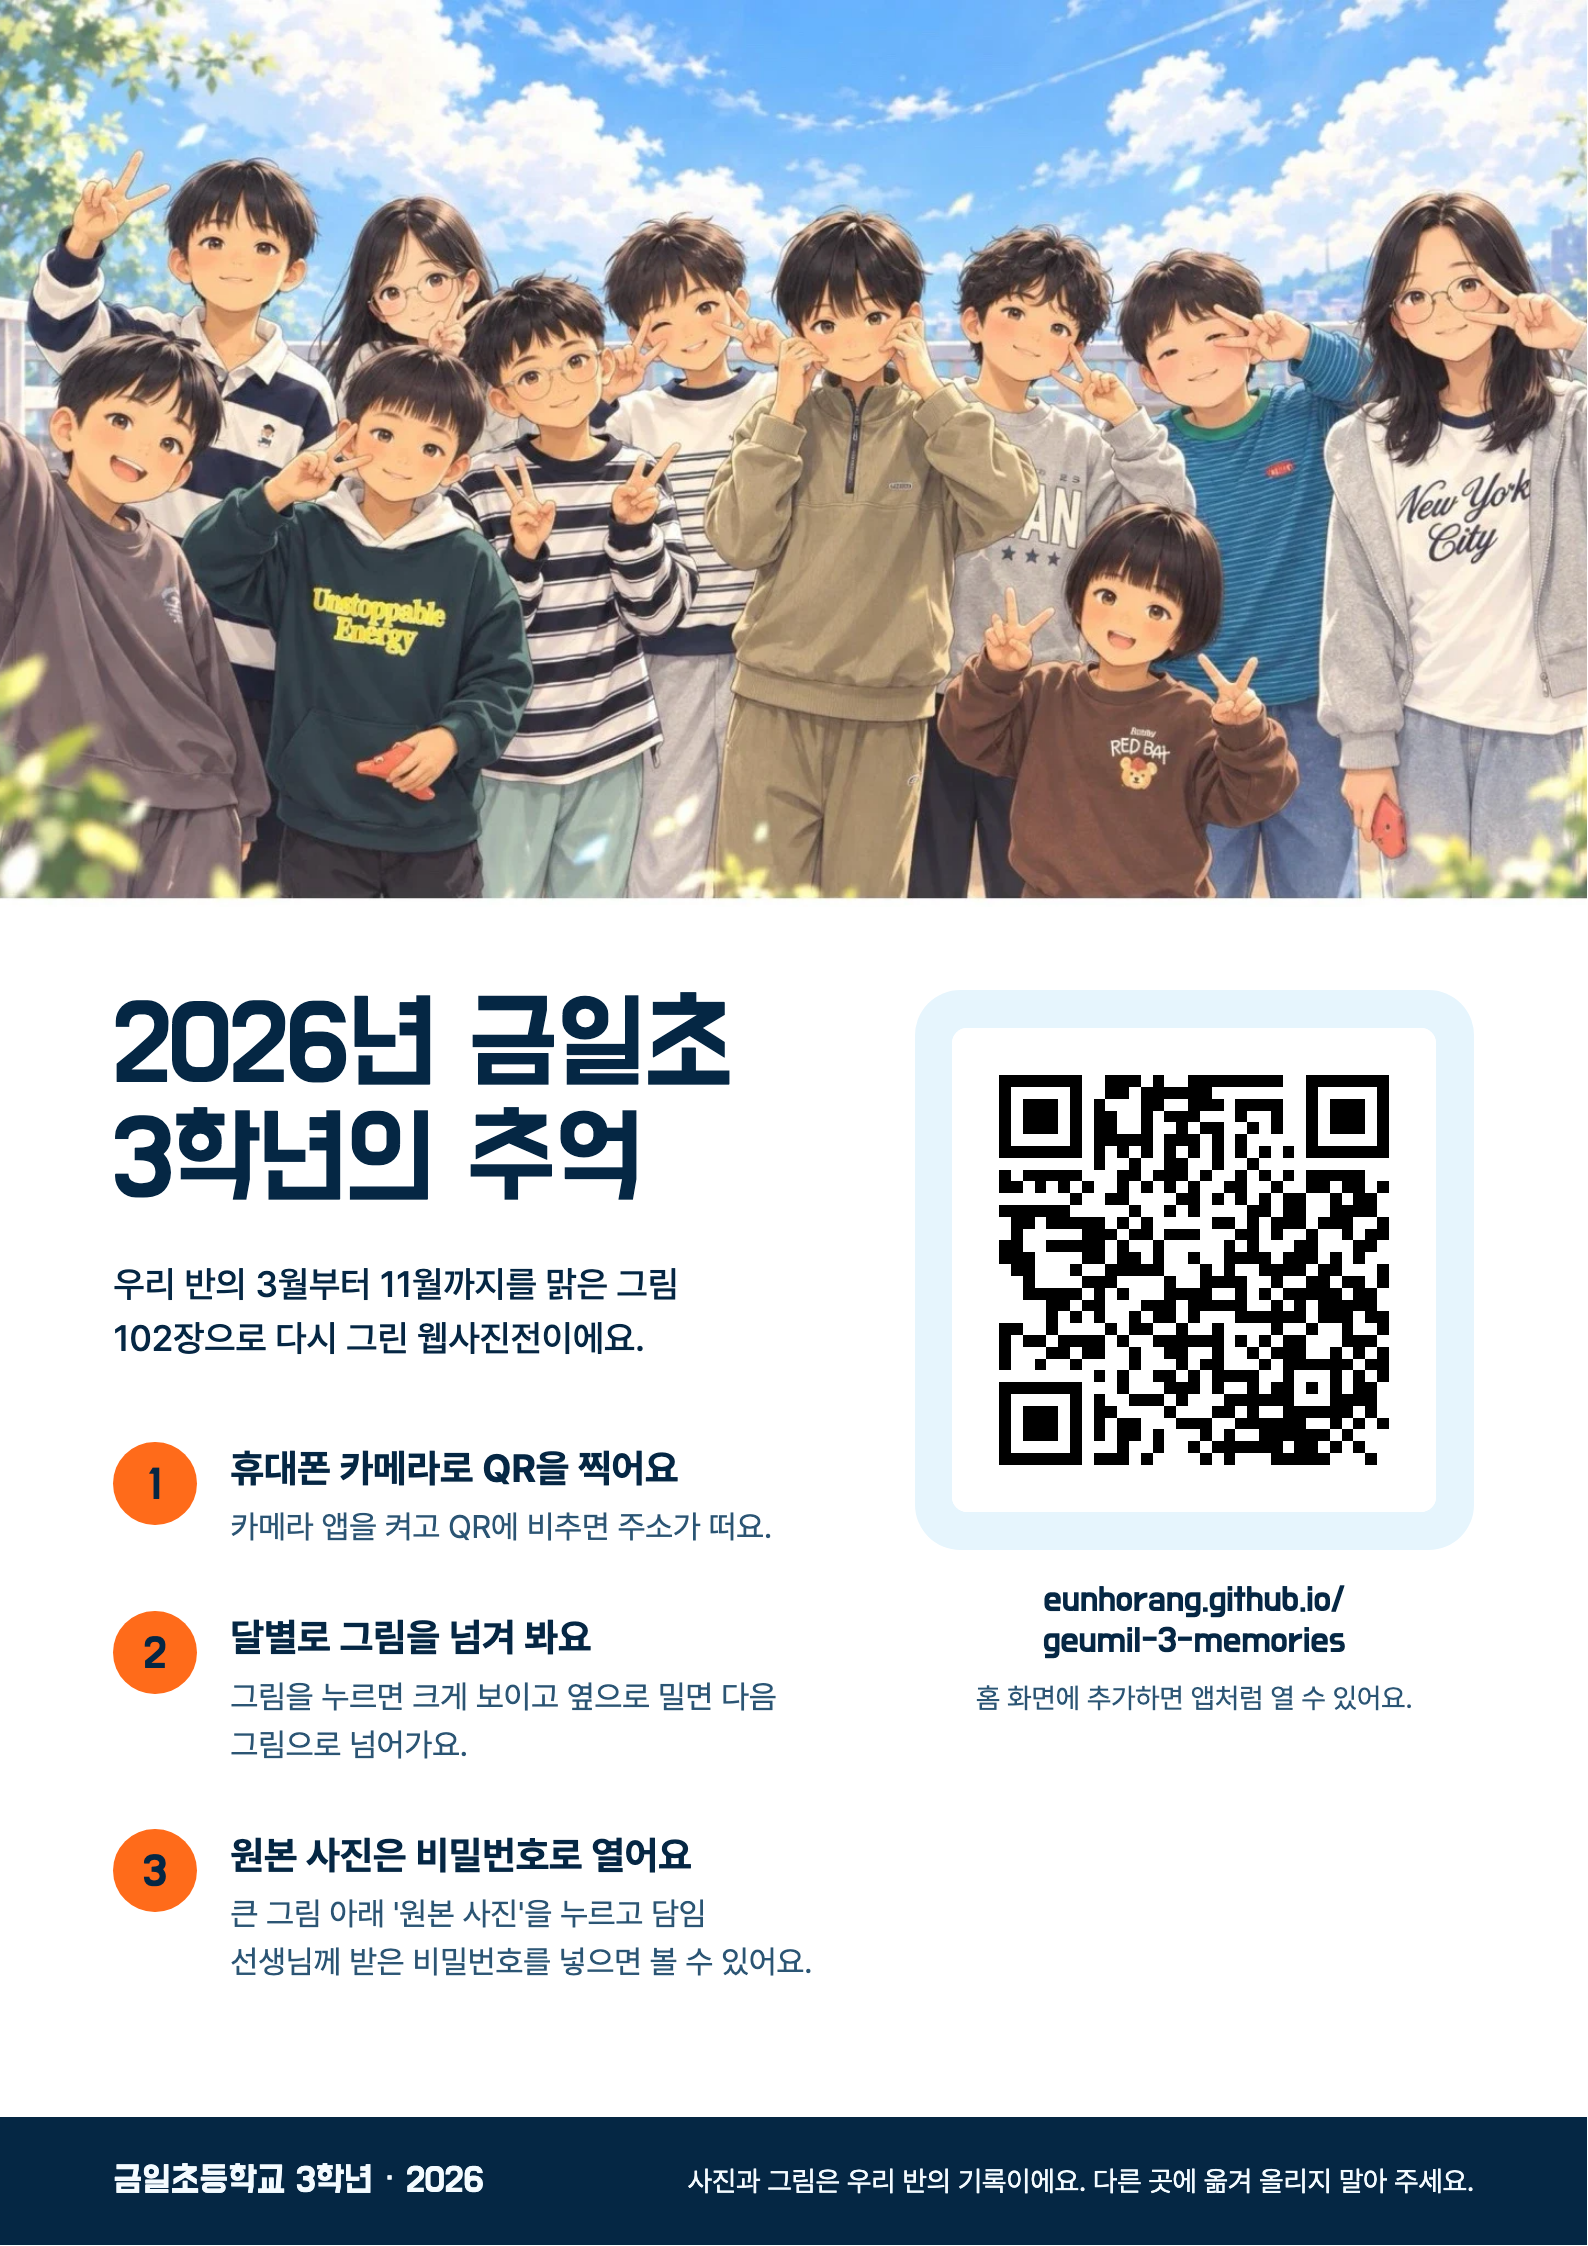 Unstoppable
Energy
AN
★★★
New York
City
RED BAT
2026년 금일초
3학년의 추억
우리 반의 3월부터 11월까지를 맑은 그림
102장으로 다시 그린 웹사진전이에요.
1
휴대폰 카메라로 QR을 찍어요
카메라 앱을 켜고 QR에 비추면 주소가 떠요.
2
달별로 그림을 넘겨 봐요
그림을 누르면 크게 보이고 옆으로 밀면 다음
그림으로 넘어가요.
3
원본 사진은 비밀번호로 열어요
큰 그림 아래 '원본 사진'을 누르고 담임
선생님께 받은 비밀번호를 넣으면 볼 수 있어요.
eunhorang.github.io/
geumil-3-memories
홈 화면에 추가하면 앱처럼 열 수 있어요.
금일초등학교 3학년 · 2026
사진과 그림은 우리 반의 기록이에요. 다른 곳에 옮겨 올리지 말아 주세요.